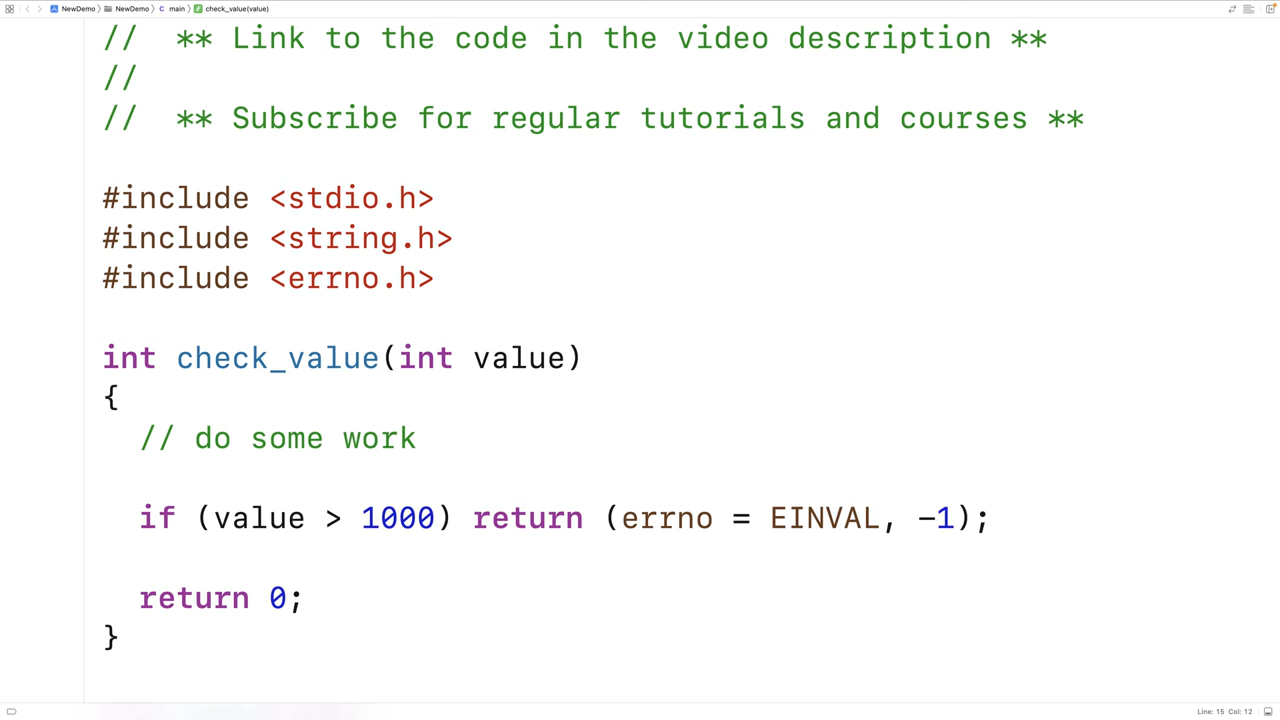 NewDemo NewDemo C main f check_value(value)
// ** Link to the code in the video description **
//
// ** Subscribe for regular tutorials and courses **
#include <stdio.h>
#include <string.h>
#include <errno.h>
int check_value(int value)
{
// do some work
if (value > 1000) return (errno = EINVAL, -1);
return 0;
}
Line: 15 Col: 12